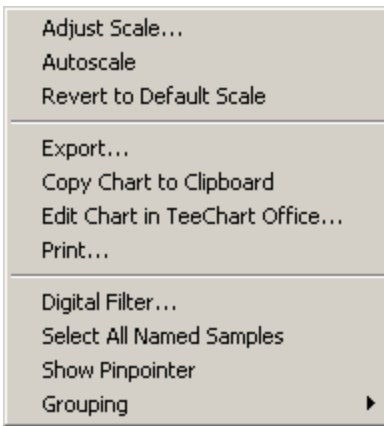 Adjust Scale...
Autoscale
Revert to Default Scale
Export...
Copy Chart to Clipboard
Edit Chart in TeeChart Office...
Print...
Digital Filter...
Select All Named Samples
Show Pinpointer
Grouping